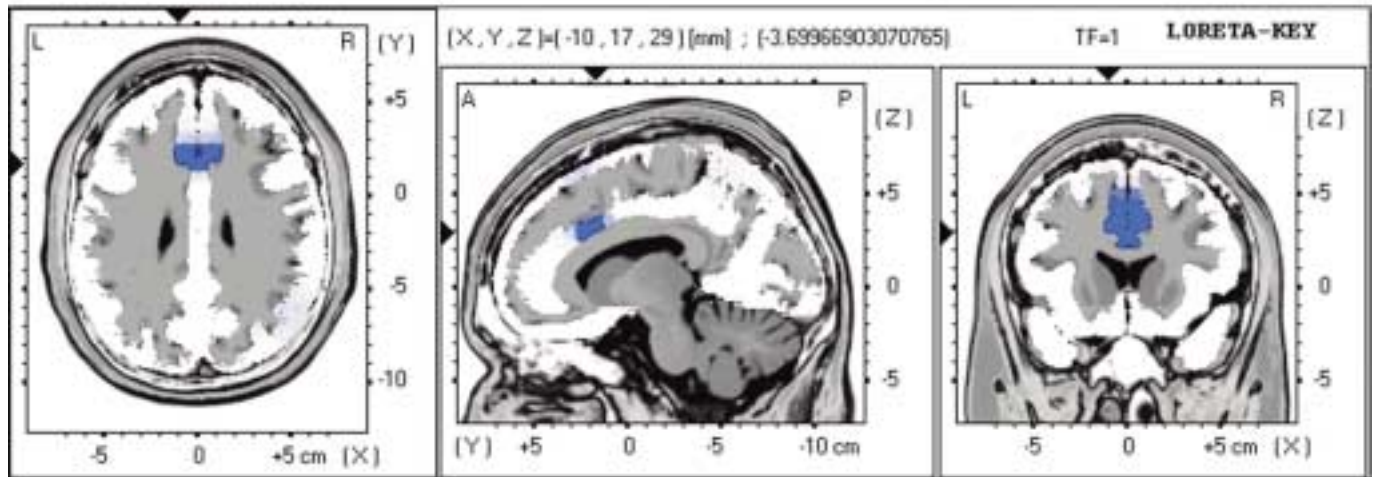 L R (Y)
+5
0
-5
-10
-5 0 +5 cm (X)
(X, Y, Z)=(-10, 17, 29) [mm] ; (-3.69966903070765) TF=1 LORETA-KEY
A P (Z)
+5
0
-5
(Y) +5 0 -5 -10 cm
L R (Z)
+5
0
-5
-5 0 +5 cm (X)